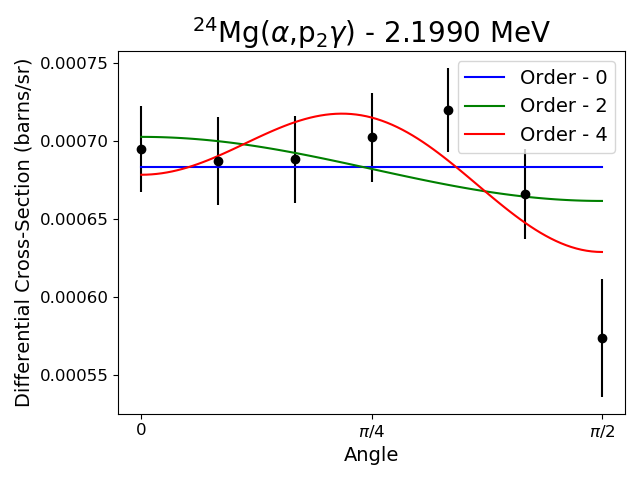 ²⁴Mg(α,p₂γ) - 2.1990 MeV
Differential Cross-Section (barns/sr)
0.00075
0.00070
0.00065
0.00060
0.00055
Order - 0
Order - 2
Order - 4
0
π/4
π/2
Angle